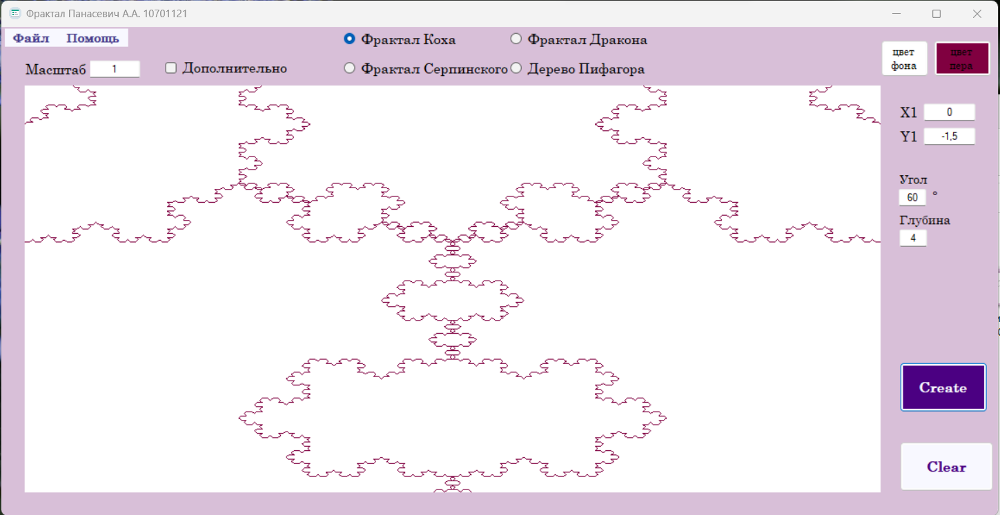 Фрактал Панасевич А.А. 10701121
Файл Помощь
Фрактал Коха
Фрактал Дракона
Масштаб 1
Дополнительно
Фрактал Серпинского
Дерево Пифагора
цвет
фона
цвет
пера
X1 0
Y1 -1,5
Угол
60 °
Глубина
4
Create
Clear